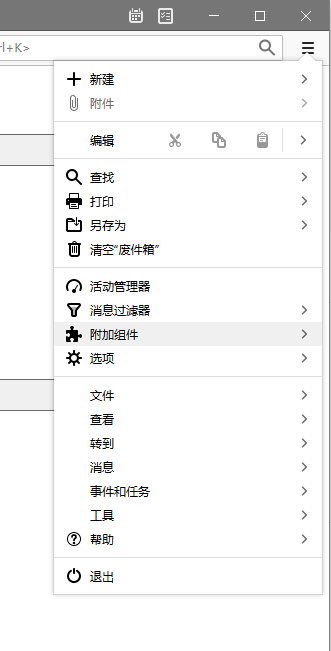 rl+K>
新建
附件
编辑
查找
打印
另存为
清空“废件箱”
活动管理器
消息过滤器
附加组件
选项
文件
查看
转到
消息
事件和任务
工具
帮助
退出